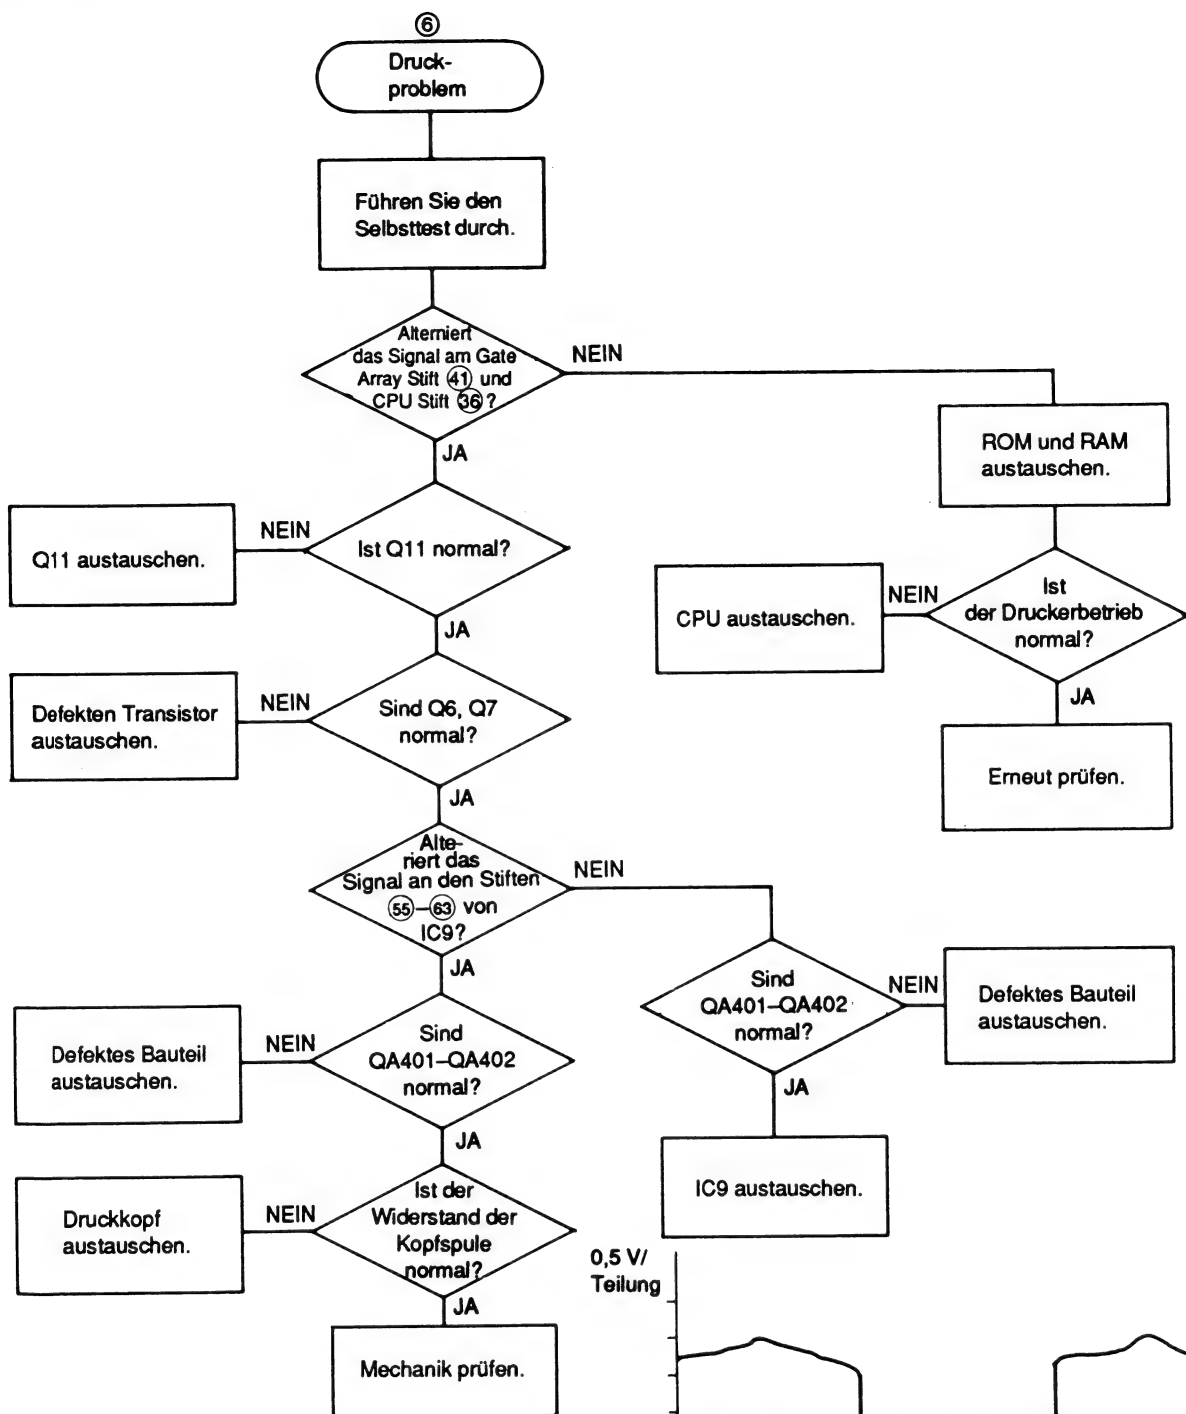 6
Druck-
problem
Führen Sie den
Selbsttest durch.
Alterniert
das Signal am Gate
Array Stift 41 und
CPU Stift 36 ?
NEIN
JA
ROM und RAM
austauschen.
Ist Q11 normal?
NEIN
Q11 austauschen.
JA
Ist
der Druckerbetrieb
normal?
NEIN
CPU austauschen.
JA
Erneut prüfen.
Sind Q6, Q7
normal?
NEIN
Defekten Transistor
austauschen.
JA
Alte-
riert das
Signal an den Stiften
55–63 von
IC9?
NEIN
JA
Sind
QA401–QA402
normal?
NEIN
Defektes Bauteil
austauschen.
JA
IC9 austauschen.
Sind
QA401–QA402
normal?
NEIN
Defektes Bauteil
austauschen.
JA
Ist der
Widerstand der
Kopfspule
normal?
NEIN
Druckkopf
austauschen.
JA
Mechanik prüfen.
0,5 V/
Teilung